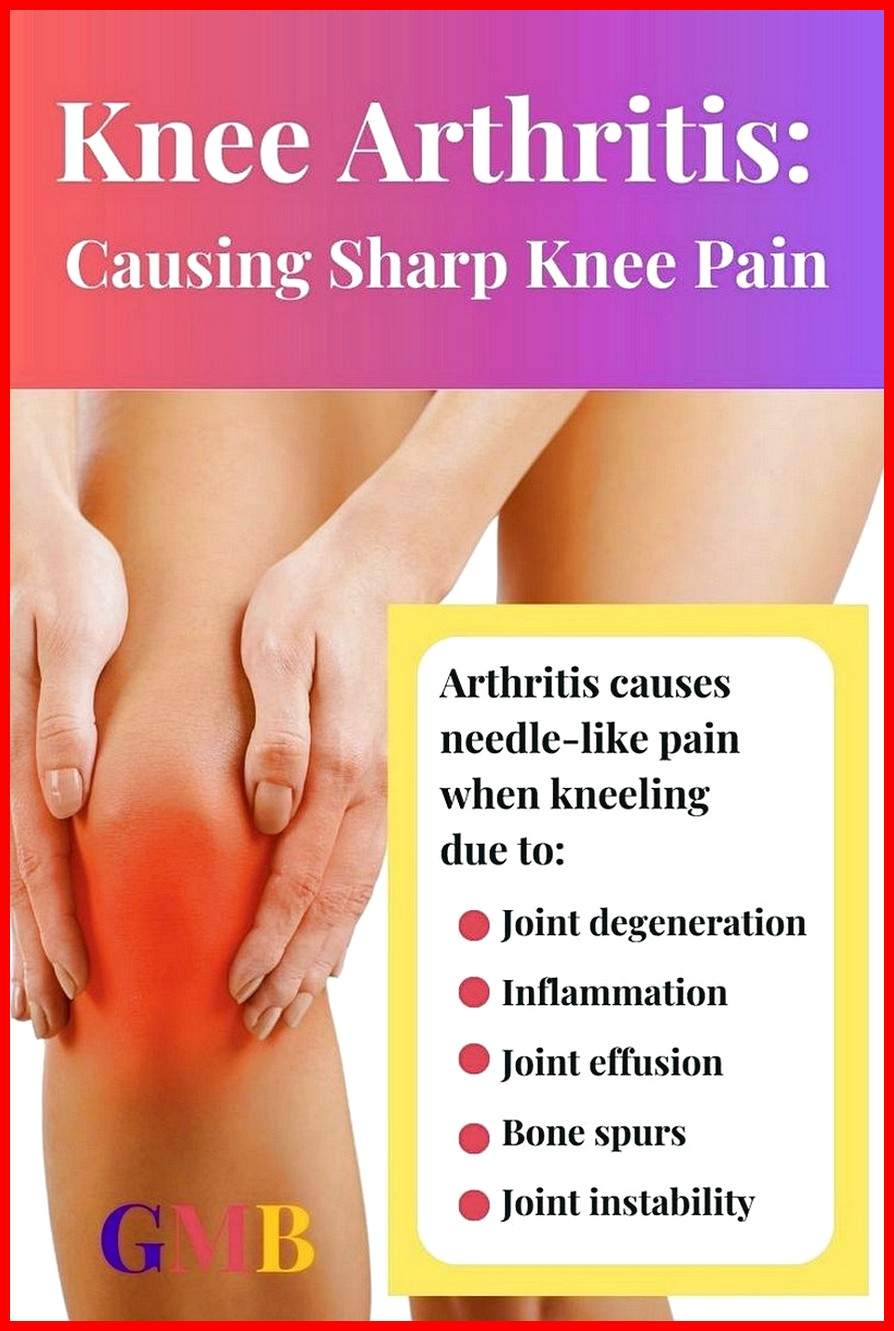 Knee Arthritis:
Causing Sharp Knee Pain
Arthritis causes
needle-like pain
when kneeling
due to:
Joint degeneration
Inflammation
Joint effusion
Bone spurs
Joint instability
GMB